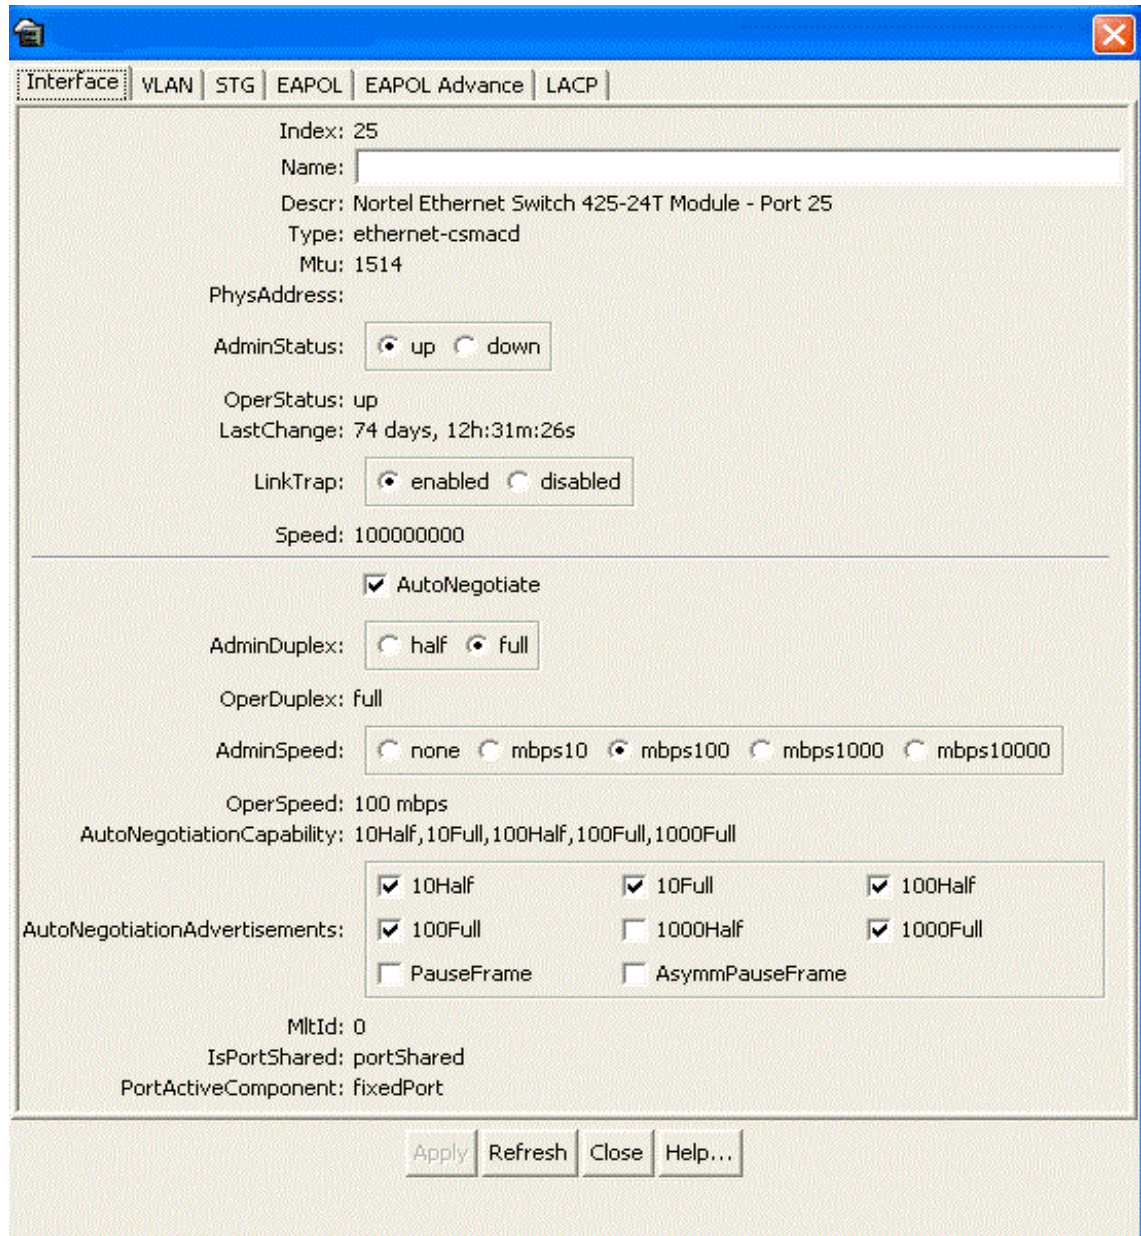 Interface VLAN STG EAPOL EAPOL Advance LACP
Index: 25
Name:
Descr: Nortel Ethernet Switch 425-24T Module - Port 25
Type: ethernet-csmacd
Mtu: 1514
PhysAddress:
AdminStatus: up down
OperStatus: up
LastChange: 74 days, 12h:31m:26s
LinkTrap: enabled disabled
Speed: 100000000
AutoNegotiate
AdminDuplex: half full
OperDuplex: full
AdminSpeed: none mbps10 mbps100 mbps1000 mbps10000
OperSpeed: 100 mbps
AutoNegotiationCapability: 10Half,10Full,100Half,100Full,1000Full
10Half 10Full 100Half
AutoNegotiationAdvertisements: 100Full 1000Half 1000Full
PauseFrame AsymmPauseFrame
MltId: 0
IsPortShared: portShared
PortActiveComponent: fixedPort
Apply Refresh Close Help...